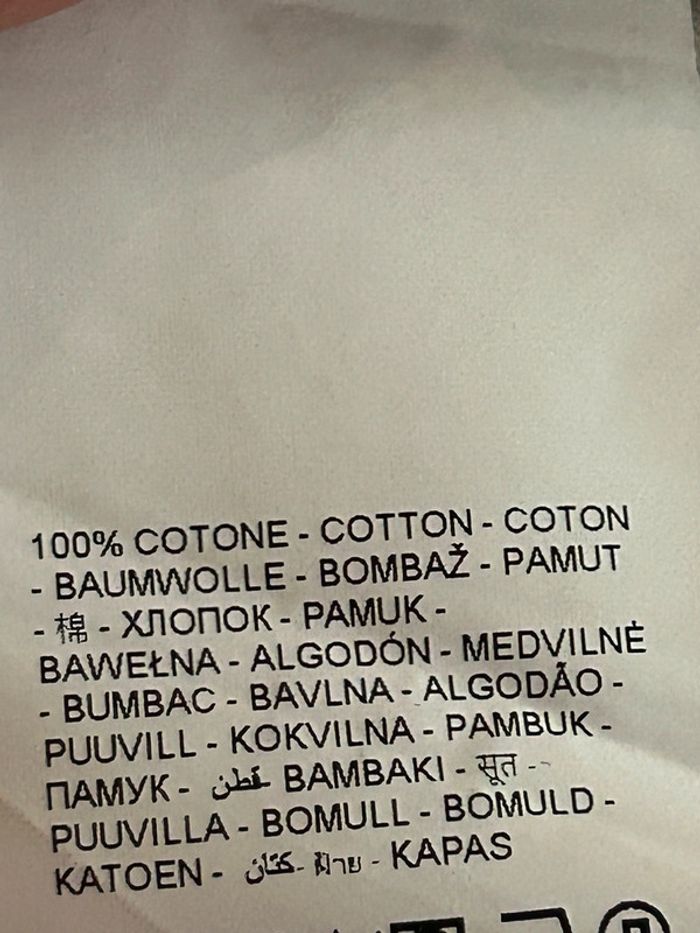 100% COTONE - COTTON - COTON
- BAUMWOLLE - BOMBAŽ - PAMUT
- 棉 - ХЛОПОК - PAMUK -
BAWEŁNA - ALGODÓN - MEDVILNĖ
- BUMBAC - BAVLNA - ALGODÃO -
PUUVILL - KOKVILNA - PAMBUK -
ПАМУК - قطن BAMBAKI - सूत --
PUUVILLA - BOMULL - BOMULD -
KATOEN - كتان - ฝ้าย - KAPAS